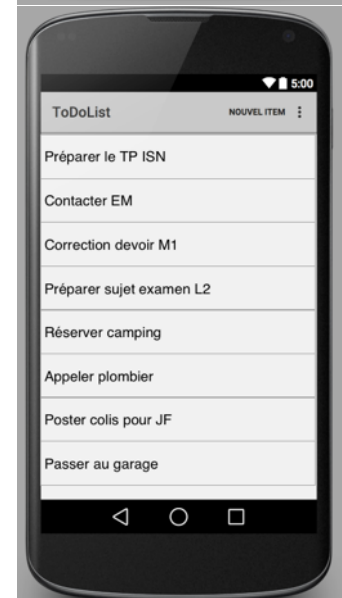 5:00
ToDoList NOUVEL ITEM
Préparer le TP ISN
Contacter EM
Correction devoir M1
Préparer sujet examen L2
Réserver camping
Appeler plombier
Poster colis pour JF
Passer au garage